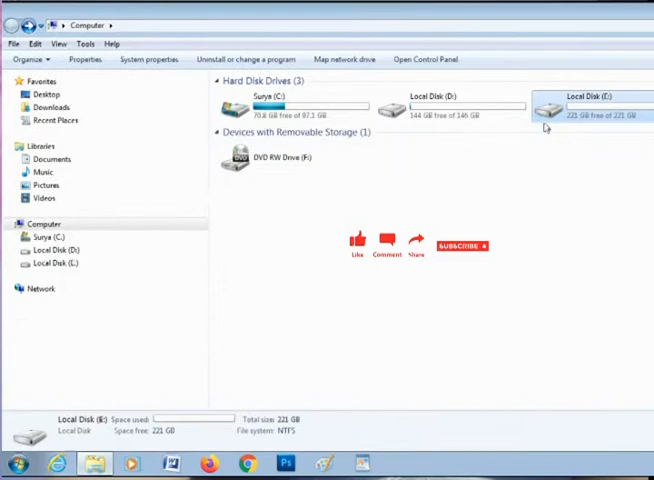 Computer
File Edit View Tools Help
Organize Properties System properties Uninstall or change a program Map network drive Open Control Panel
Favorites
Desktop
Downloads
Recent Places
Libraries
Documents
Music
Pictures
Videos
Computer
Surya (C:)
Local Disk (D:)
Local Disk (E:)
Network
Hard Disk Drives (3)
Surya (C:)
70.8 GB free of 97.1 GB
Local Disk (D:)
144 GB free of 146 GB
Local Disk (E:)
221 GB free of 221 GB
Devices with Removable Storage (1)
DVD RW Drive (F:)
DVD
Like Comment Share
SUBSCRIBE
Local Disk (E:) Space used: Total size: 221 GB
Local Disk Space free: 221 GB File system: NTFS
W
Ps